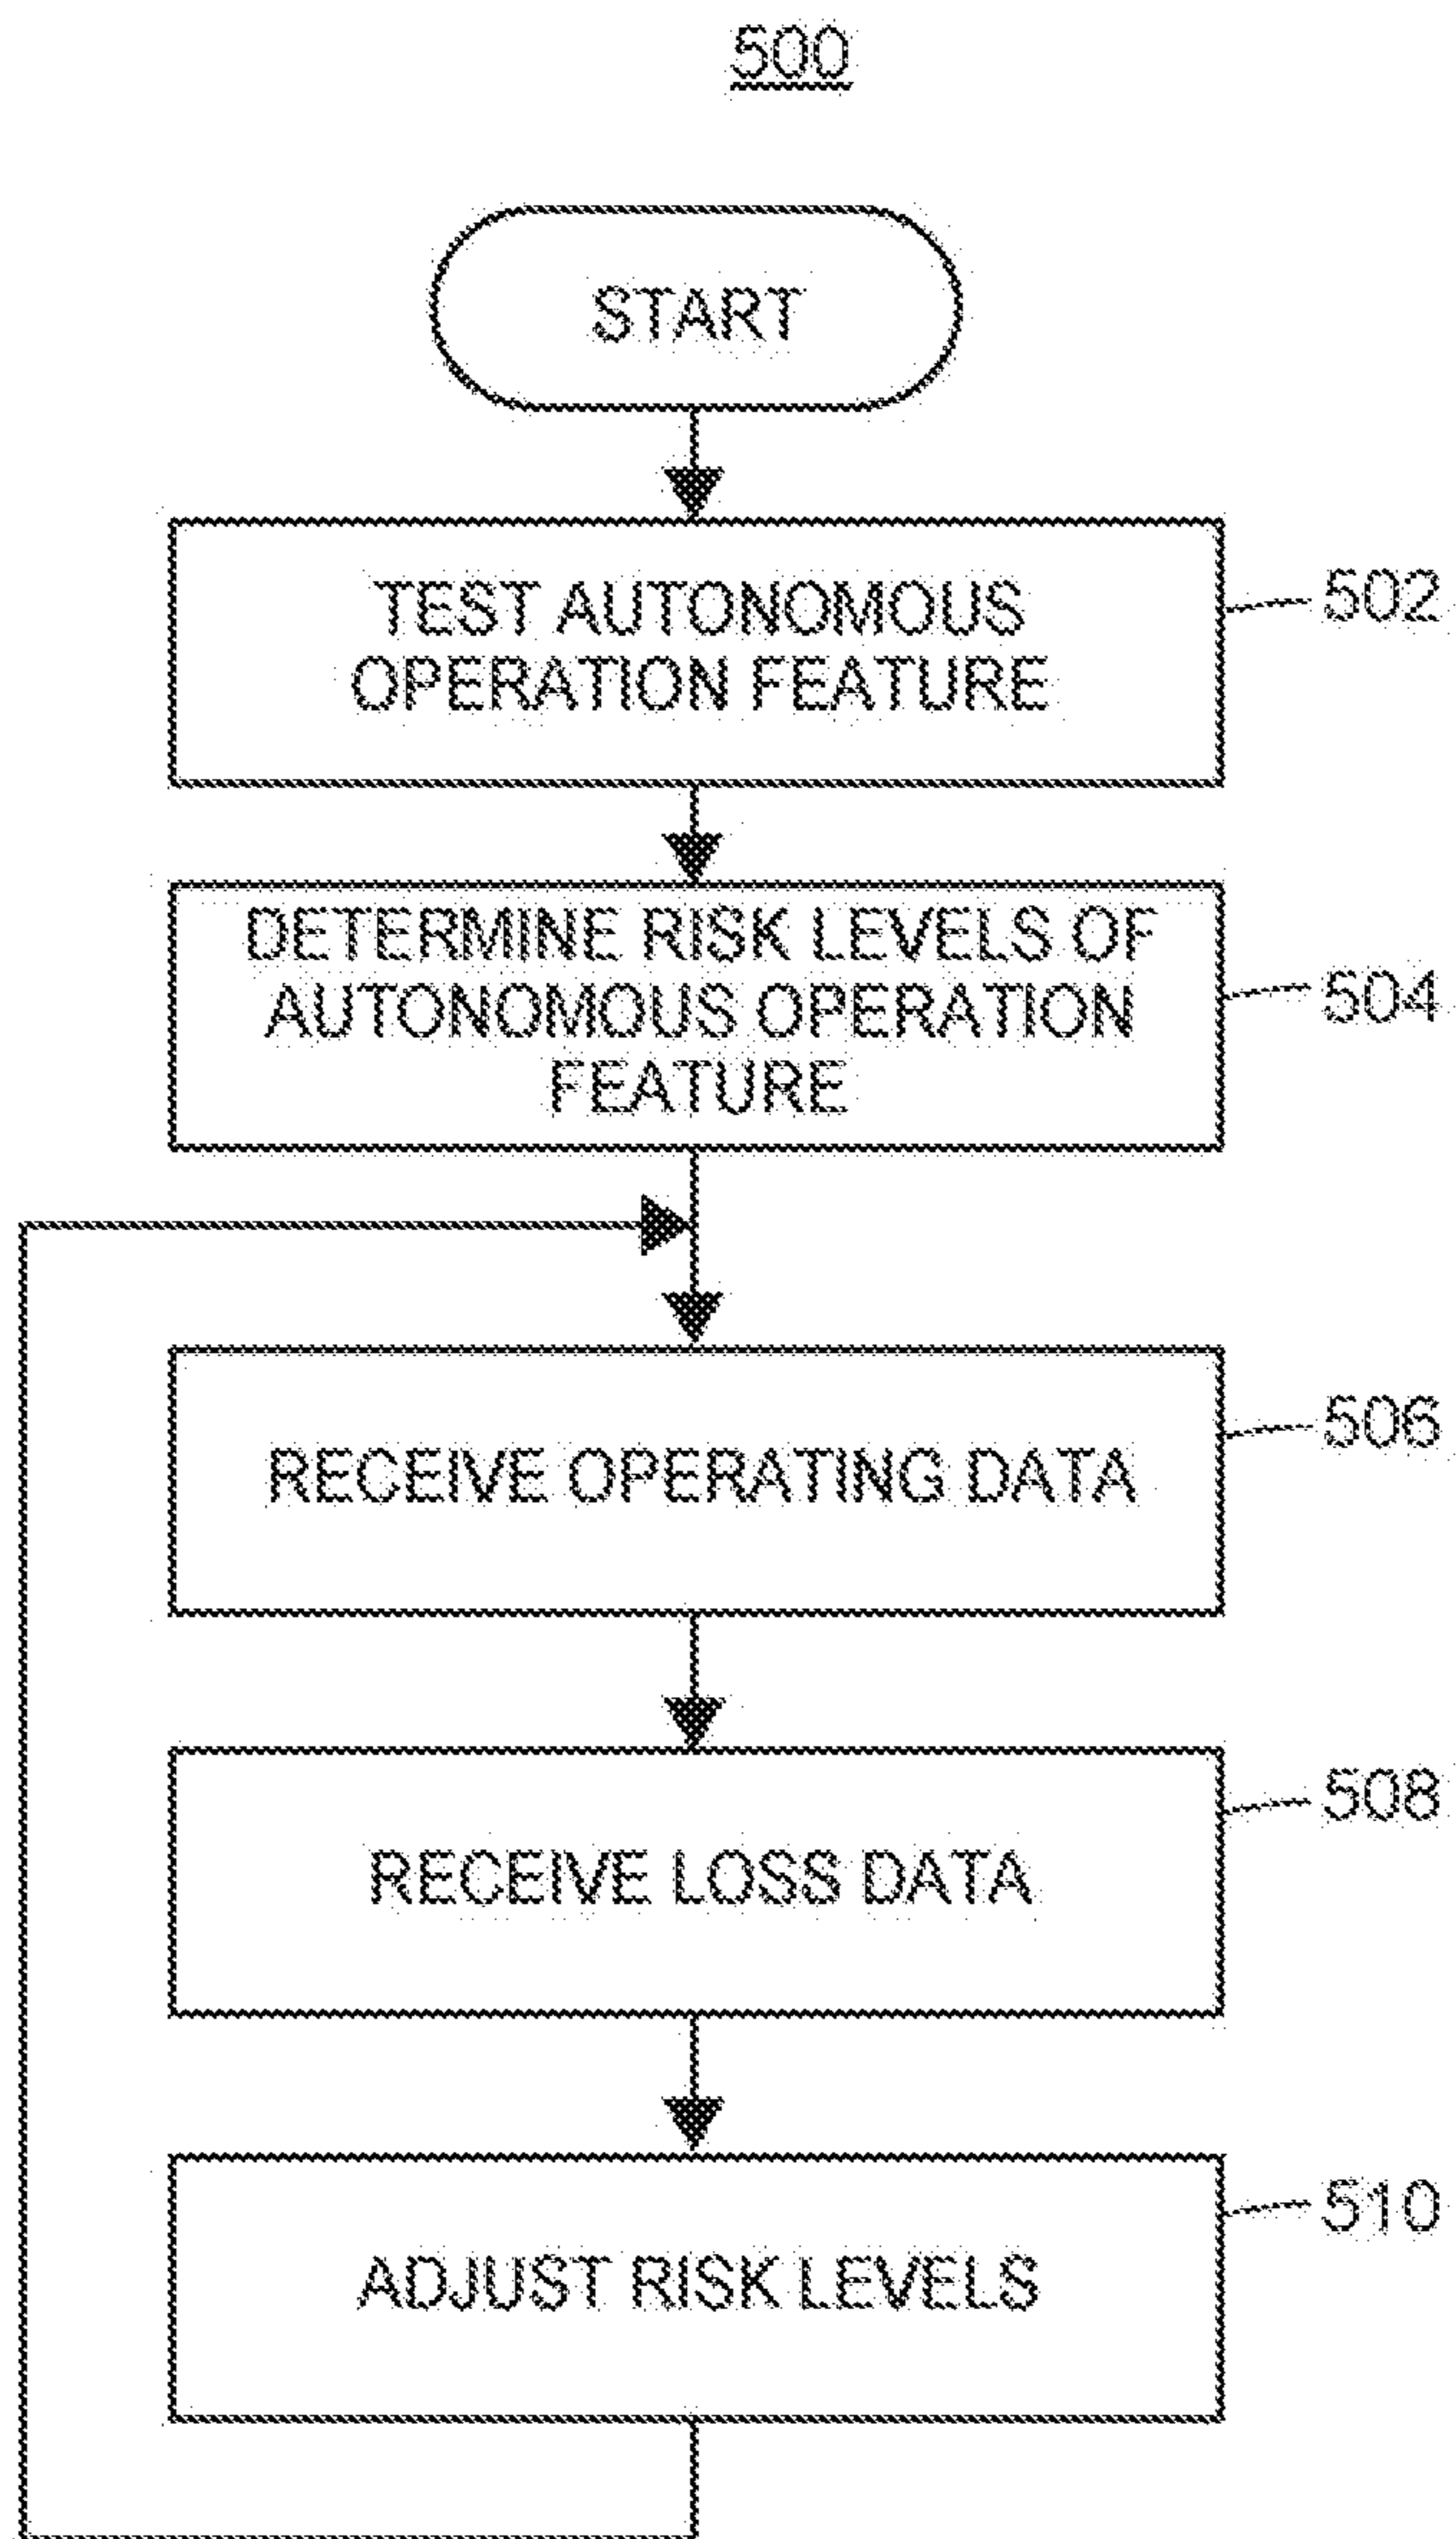 500
START
TEST AUTONOMOUS
OPERATION FEATURE
502
DETERMINE RISK LEVELS OF
AUTONOMOUS OPERATION
FEATURE
504
RECEIVE OPERATING DATA
506
RECEIVE LOSS DATA
508
ADJUST RISK LEVELS
510